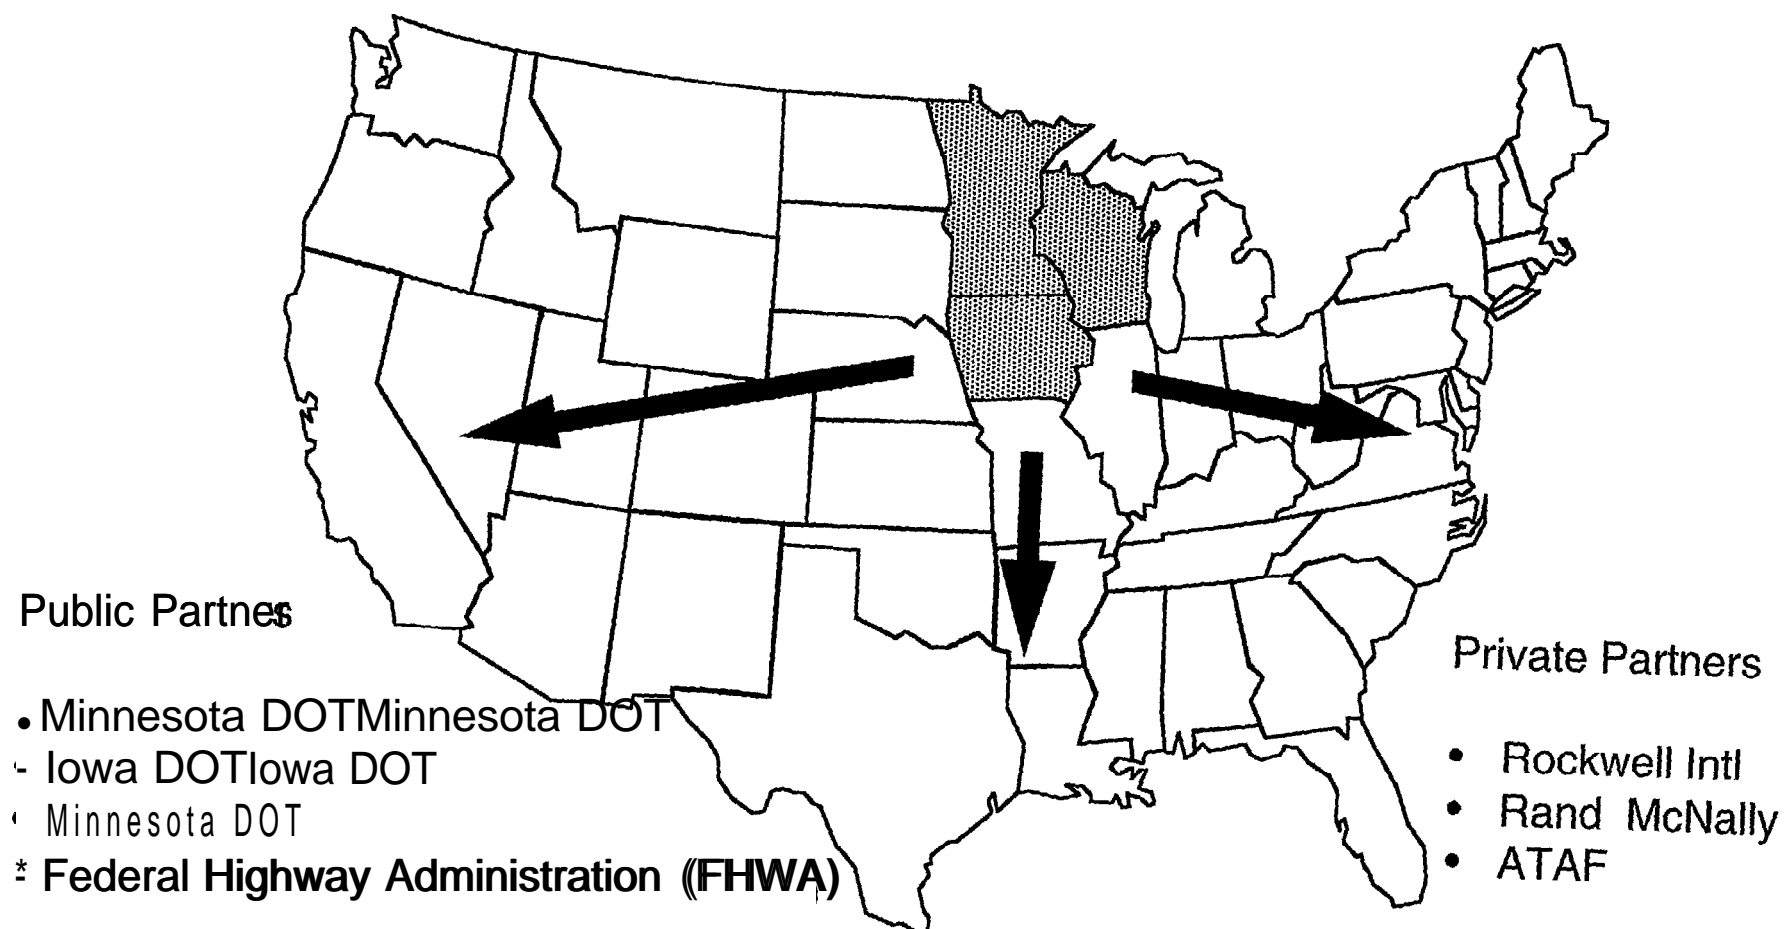 Public Partners
• Minnesota DOTMinnesota DOT
- Iowa DOTIowa DOT
Minnesota DOT
* Federal Highway Administration (FHWA)
Private Partners
• Rockwell Intl
• Rand McNally
• ATAF